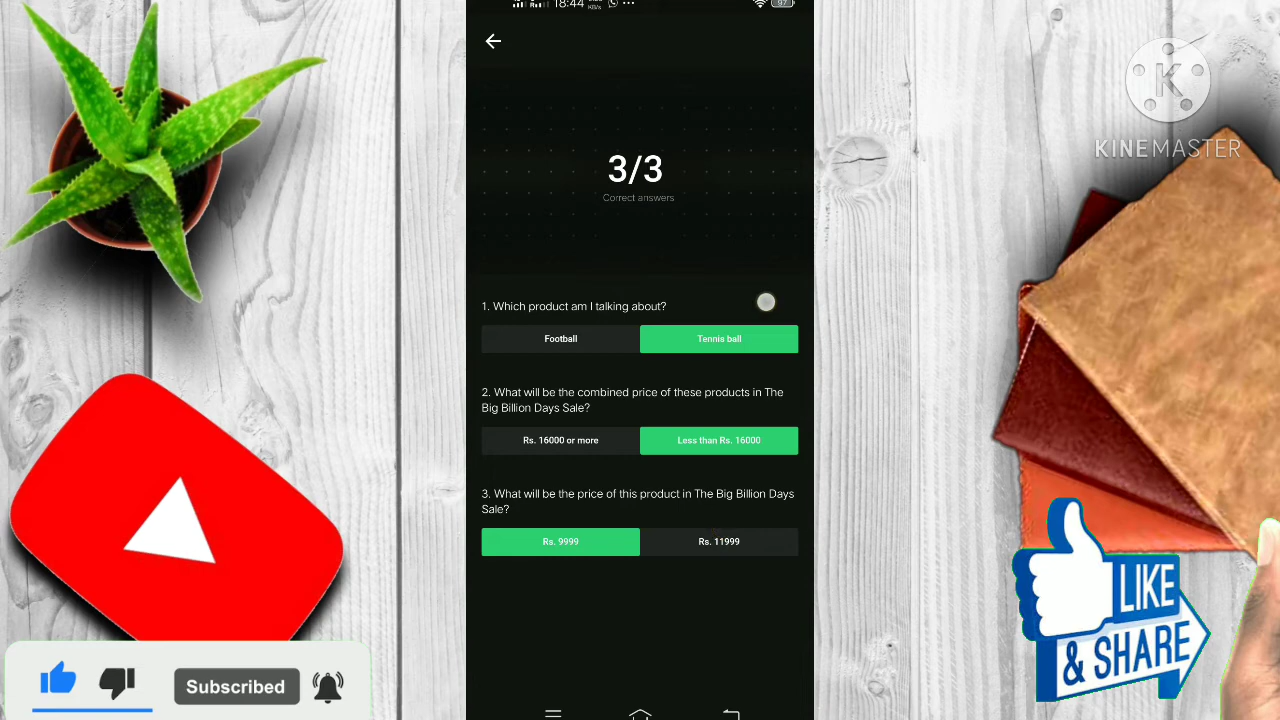 18:44
97
KINEMASTER
3/3
Correct answers
1. Which product am I talking about?
Football
Tennis ball
2. What will be the combined price of these products in The
Big Billion Days Sale?
Rs. 16000 or more
Less than Rs. 16000
3. What will be the price of this product in The Big Billion Days
Sale?
Rs. 9999
Rs. 11999
LIKE
& SHARE
Subscribed